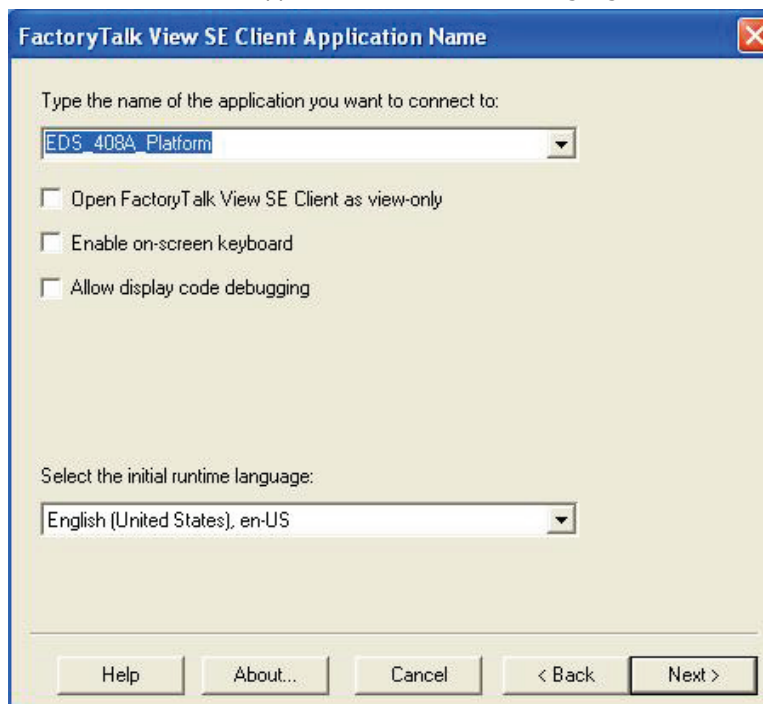 FactoryTalk View SE Client Application Name
Type the name of the application you want to connect to:
EDS_408A_Platform
Open FactoryTalk View SE Client as view-only
Enable on-screen keyboard
Allow display code debugging
Select the initial runtime language:
English (United States), en-US
Help About... Cancel < Back Next >